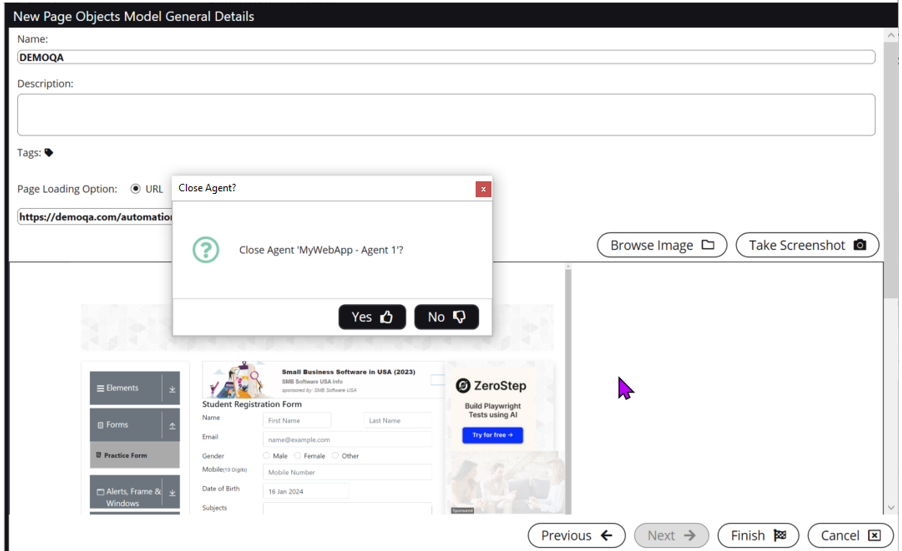 New Page Objects Model General Details
Name:
DEMOQA
Description:
Tags:
Page Loading Option: URL
https://demoqa.com/automation
Close Agent?
x
Close Agent 'MyWebApp - Agent 1'?
Yes
No
Browse Image
Take Screenshot
Elements
Forms
Practice Form
Alerts, Frame &
Windows
Small Business Software in USA (2023)
SMB Software USA Info
sponsored by: SMB Software USA
Student Registration Form
Name First Name Last Name
Email name@example.com
Gender Male Female Other
Mobile(10 Digits) Mobile Number
Date of Birth 16 Jan 2024
Subjects
ZeroStep
Build Playwright
Tests using AI
Try for free →
Sponsored
Previous
Next
Finish
Cancel